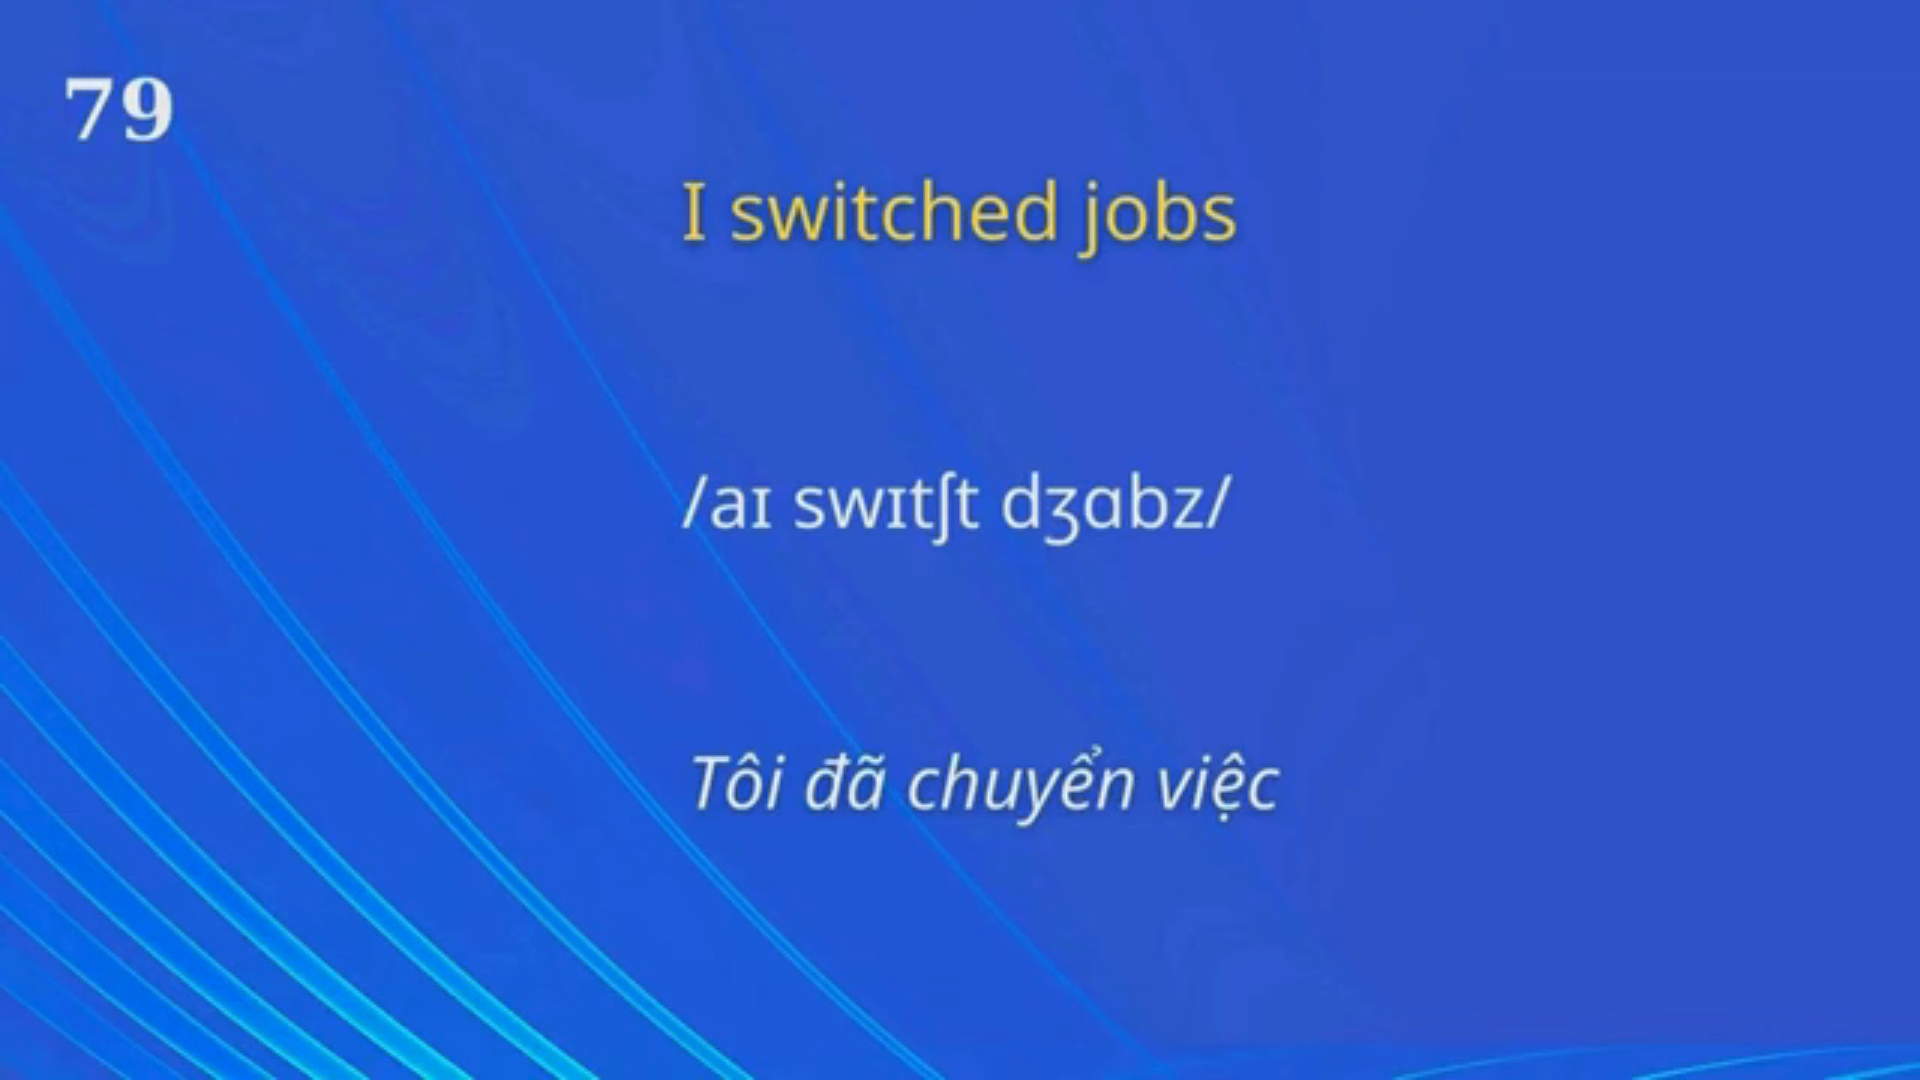 79
I switched jobs
/aɪ swɪtʃt dʒɑbz/
Tôi đã chuyển việc